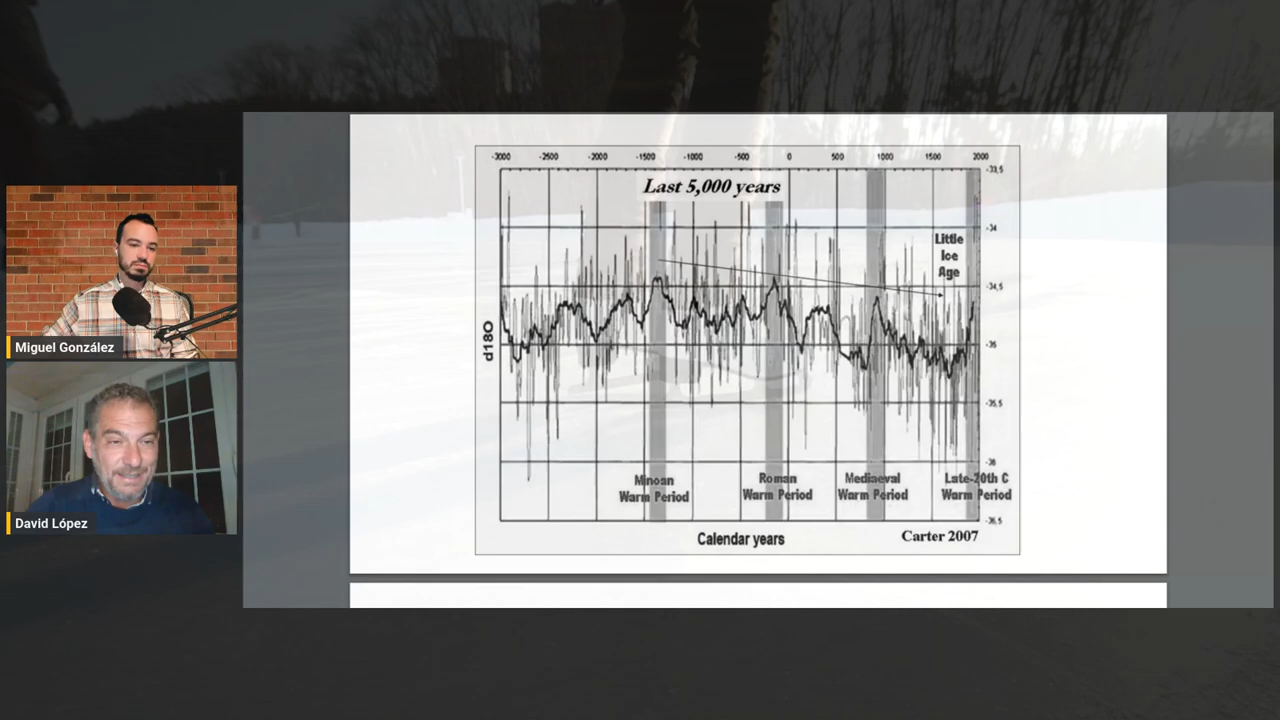 -3000 -2500 -2000 -1500 -1000 -500 0 500 1000 1500 2000
Last 5,000 years
-33,5
-34
Little
Ice
Age
-34,5
d18O
-35
-35,5
-36
Minoan
Warm Period
Roman
Warm Period
Mediaeval
Warm Period
Late-20th C
Warm Period
-36,5
Calendar years
Carter 2007
Miguel González
David López